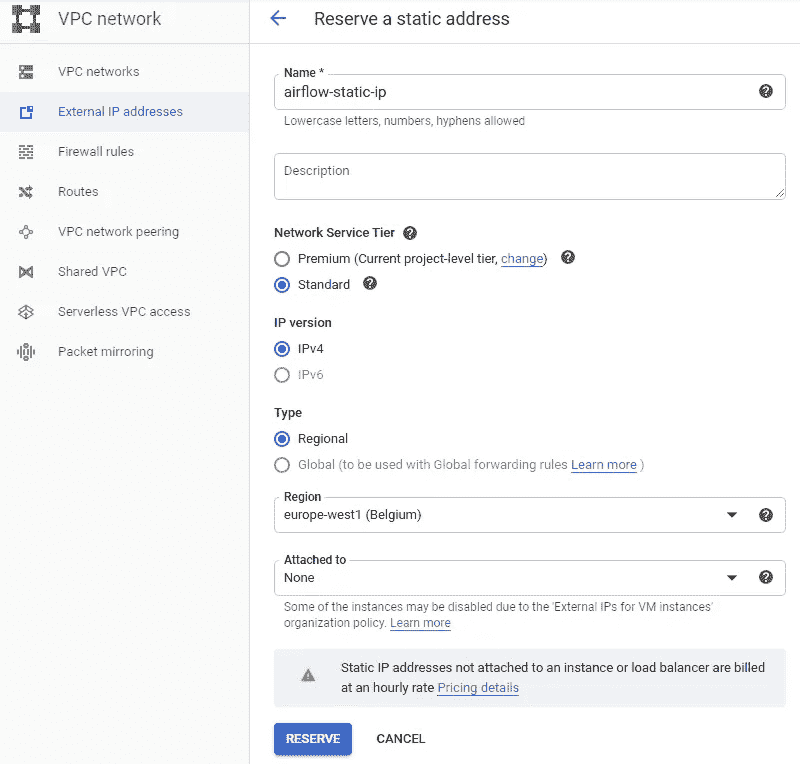 VPC network
VPC networks
External IP addresses
Firewall rules
Routes
VPC network peering
Shared VPC
Serverless VPC access
Packet mirroring
Reserve a static address
Name *
airflow-static-ip
Lowercase letters, numbers, hyphens allowed
Description
Network Service Tier
Premium (Current project-level tier, change)
Standard
IP version
IPv4
IPv6
Type
Regional
Global (to be used with Global forwarding rules Learn more )
Region
europe-west1 (Belgium)
Attached to
None
Some of the instances may be disabled due to the 'External IPs for VM instances'
organization policy. Learn more
Static IP addresses not attached to an instance or load balancer are billed
at an hourly rate Pricing details
RESERVE CANCEL